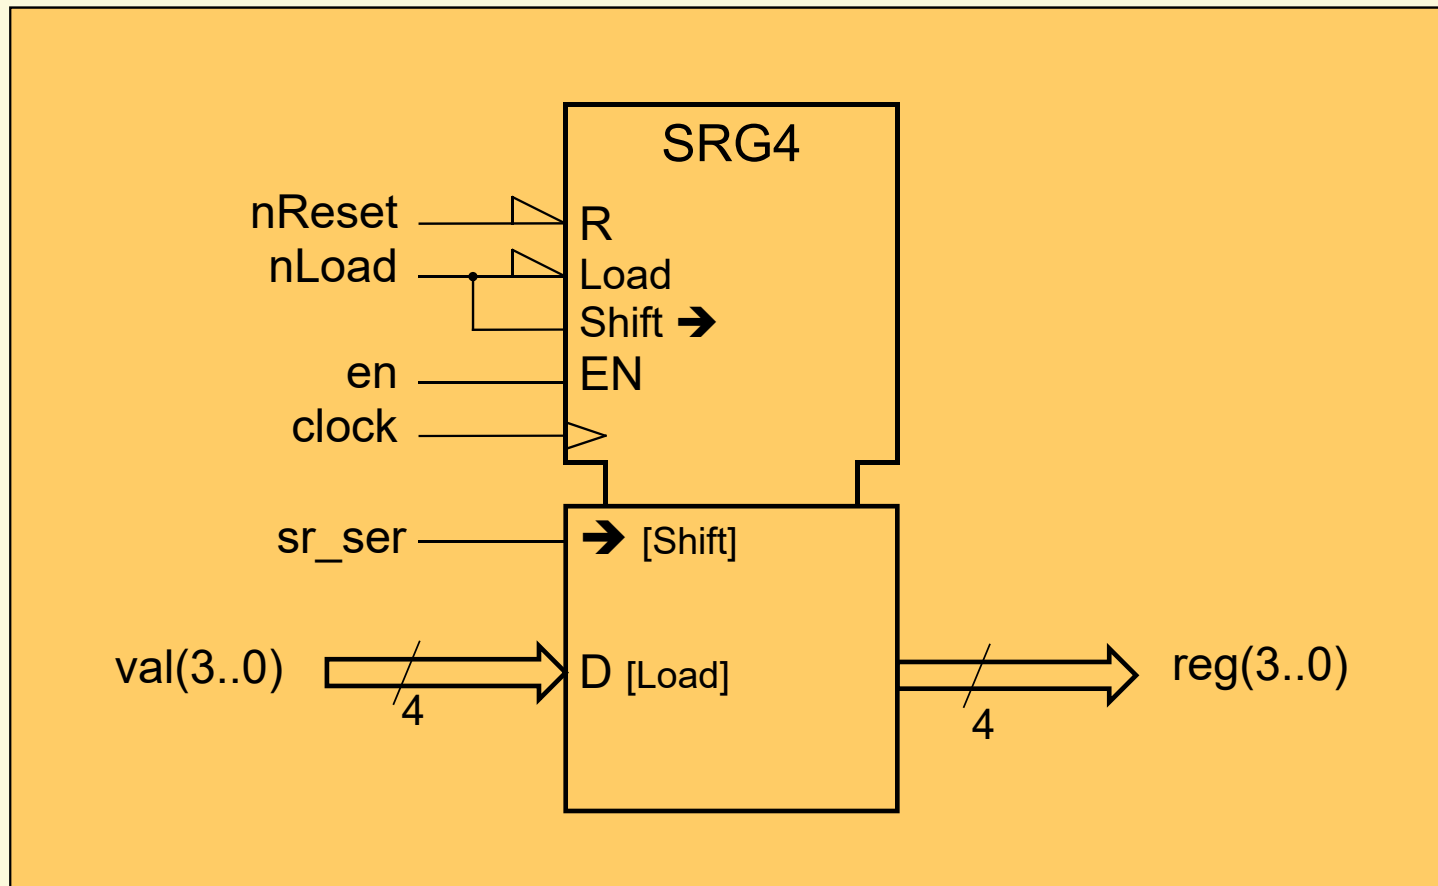 SRG4
nReset
R
nLoad
Load
Shift ➔
en
EN
clock
sr_ser
➔ [Shift]
val(3..0)
4
D [Load]
4
reg(3..0)